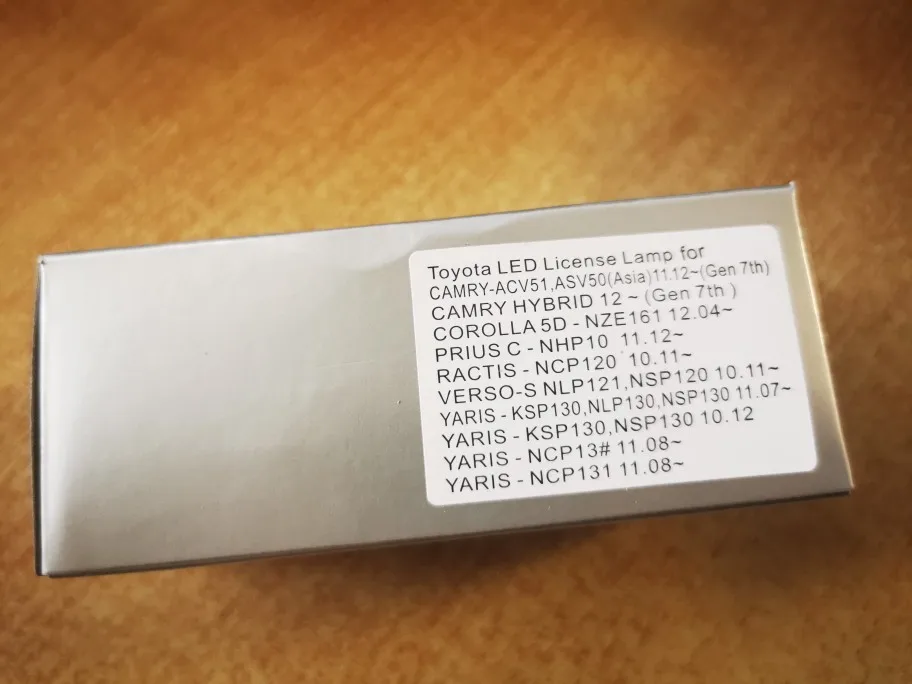 Toyota LED License Lamp for
CAMRY-ACV51,ASV50(Asia)11.12~(Gen 7th)
CAMRY HYBRID 12 ~ (Gen 7th )
COROLLA 5D - NZE161 12.04~
PRIUS C - NHP10 11.12~
RACTIS - NCP120 10.11~
VERSO-S NLP121,NSP120 10.11~
YARIS - KSP130,NLP130,NSP130 11.07~
YARIS - KSP130,NSP130 10.12
YARIS - NCP13# 11.08~
YARIS - NCP131 11.08~